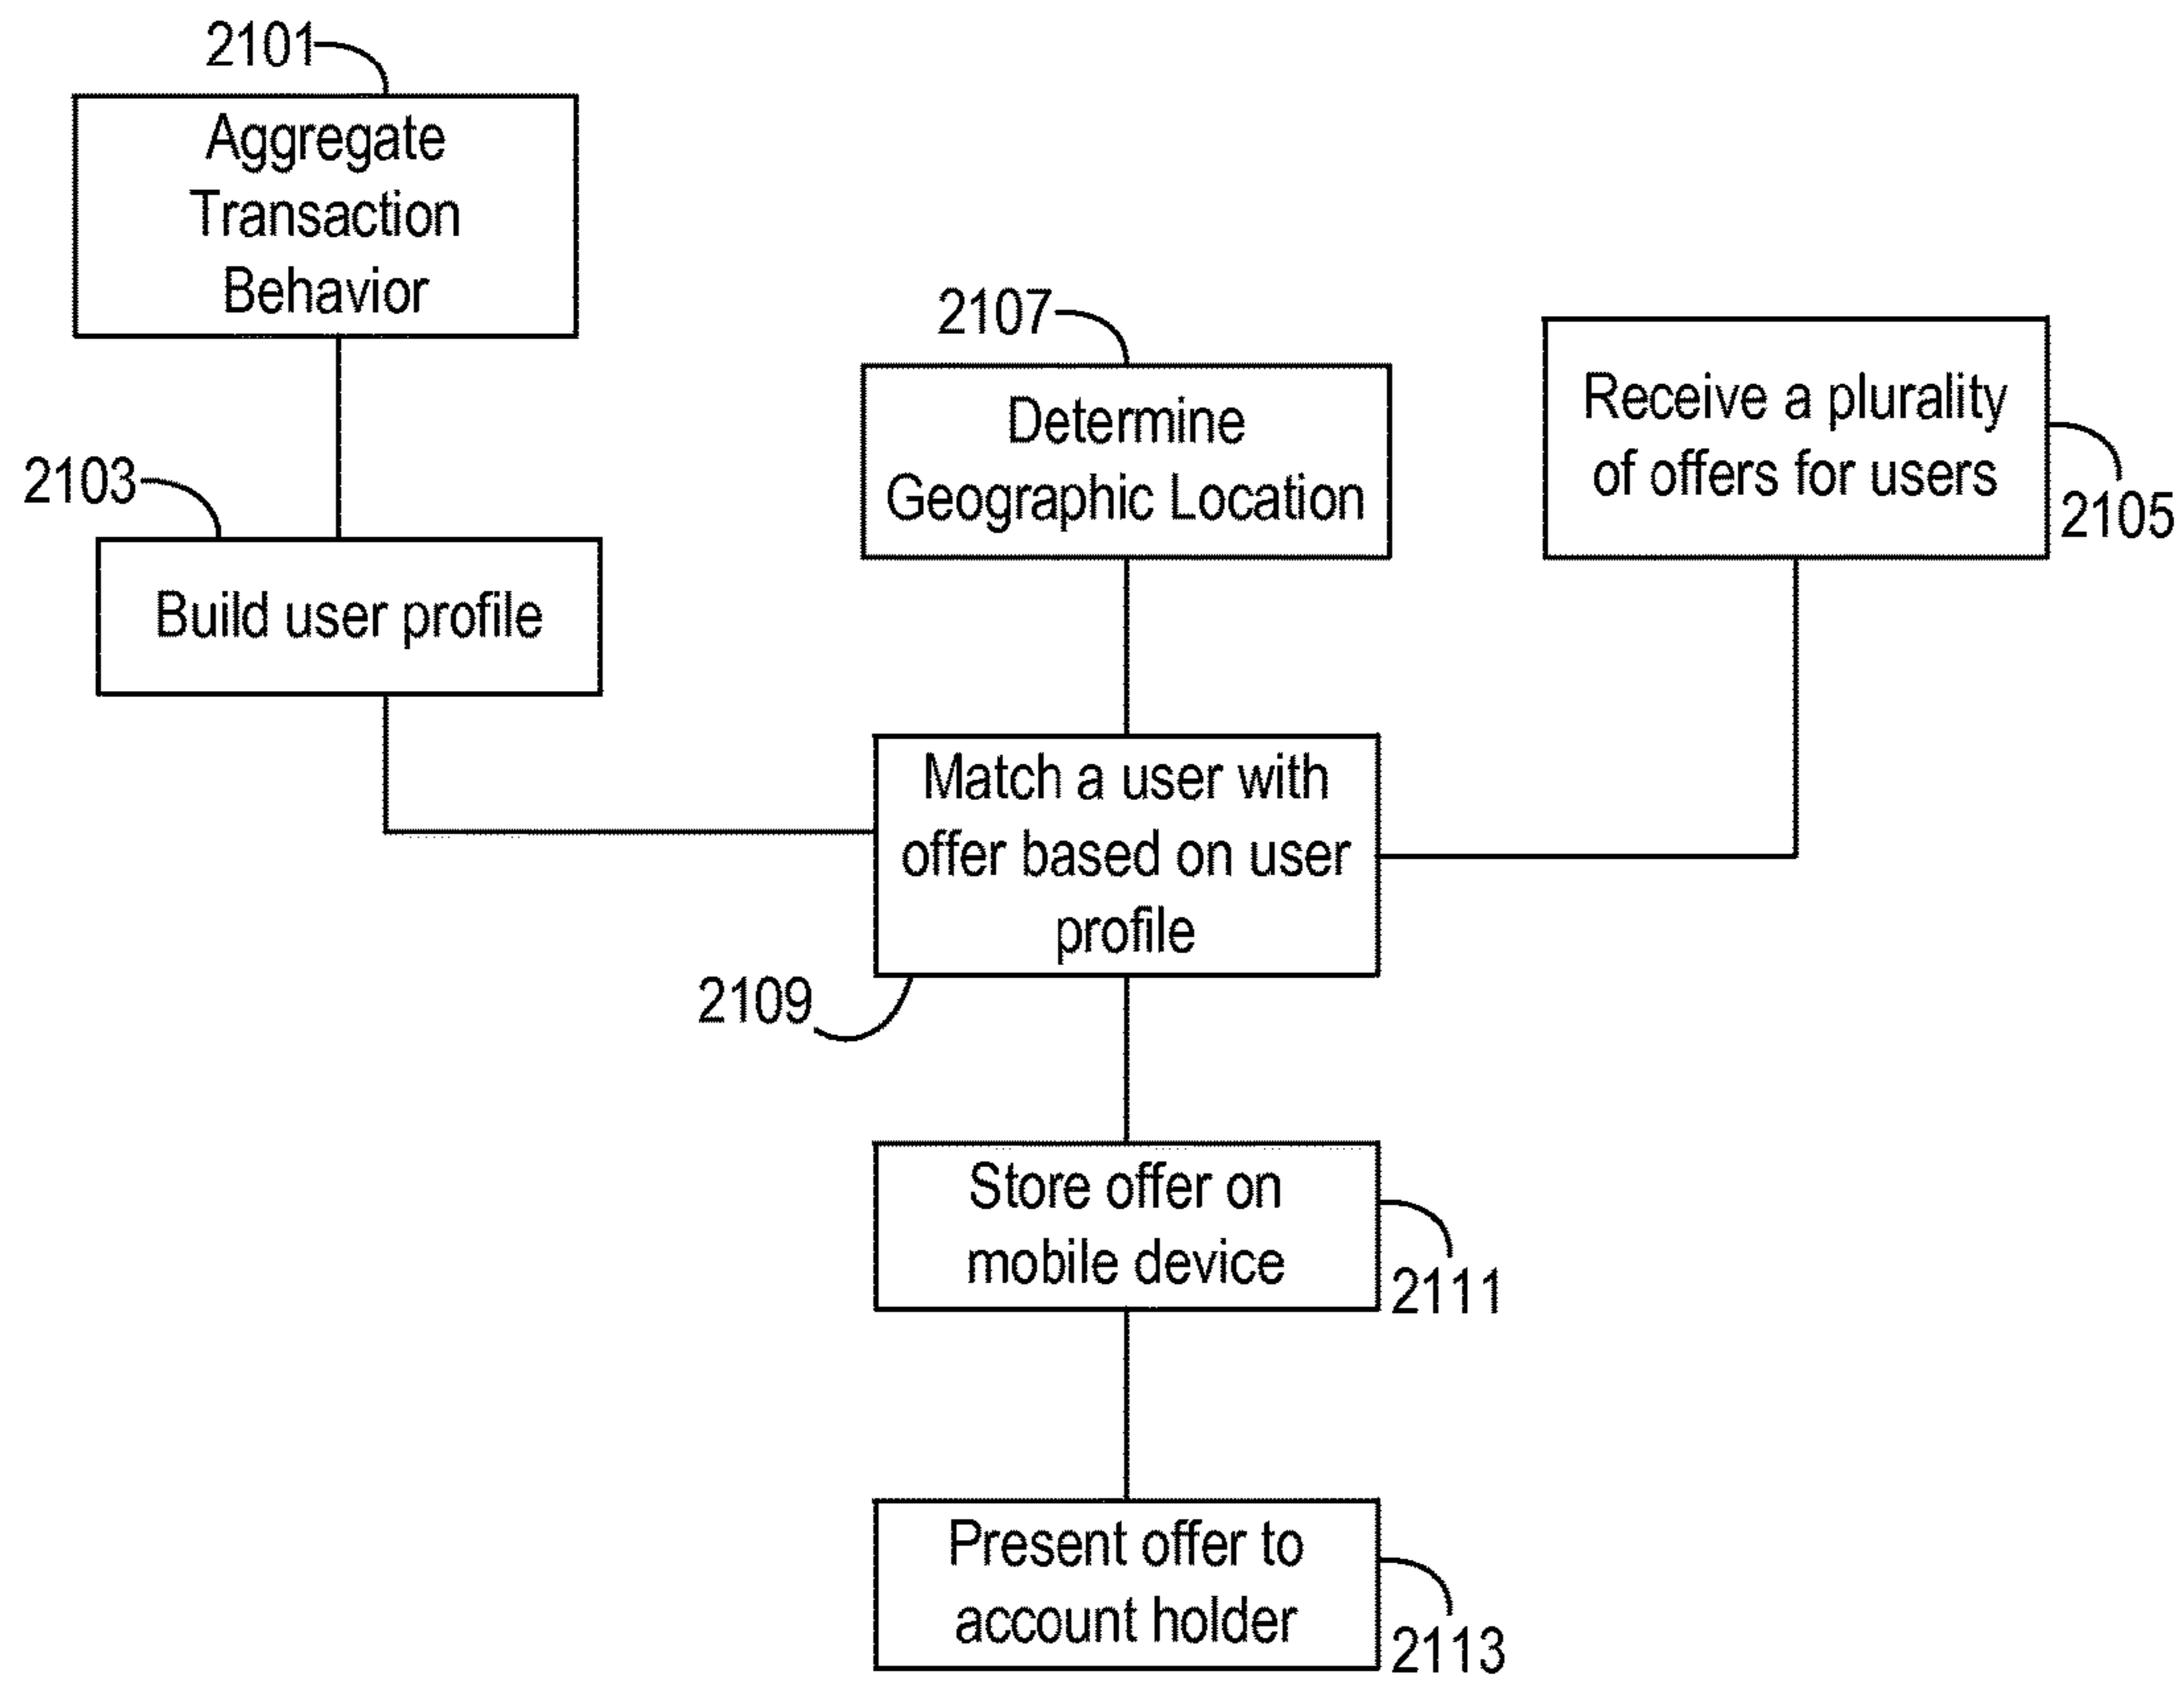 2101
Aggregate
Transaction
Behavior
2103
Build user profile
2107
Determine
Geographic Location
Receive a plurality
of offers for users
2105
Match a user with
offer based on user
profile
2109
Store offer on
mobile device
2111
Present offer to
account holder
2113